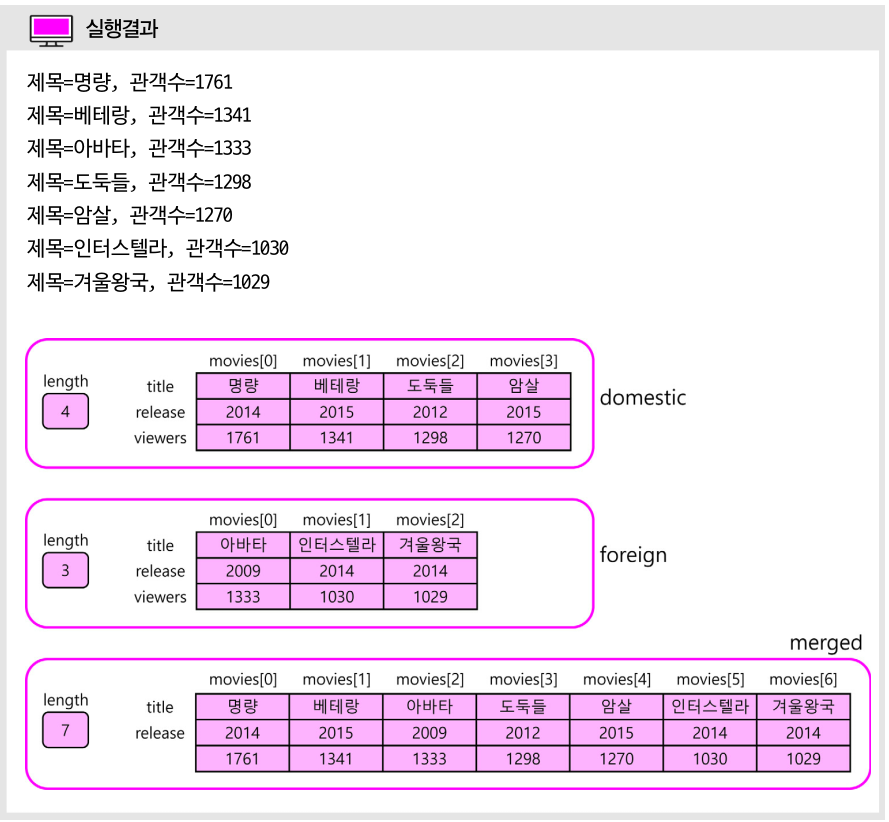 실행결과
제목=명량, 관객수=1761
제목=베테랑, 관객수=1341
제목=아바타, 관객수=1333
제목=도둑들, 관객수=1298
제목=암살, 관객수=1270
제목=인터스텔라, 관객수=1030
제목=겨울왕국, 관객수=1029
movies[0] movies[1] movies[2] movies[3]
length title 명량 베테랑 도둑들 암살
4 release 2014 2015 2012 2015 domestic
viewers 1761 1341 1298 1270
movies[0] movies[1] movies[2]
length title 아바타 인터스텔라 겨울왕국
3 release 2009 2014 2014 foreign
viewers 1333 1030 1029
merged
movies[0] movies[1] movies[2] movies[3] movies[4] movies[5] movies[6]
length title 명량 베테랑 아바타 도둑들 암살 인터스텔라 겨울왕국
7 release 2014 2015 2009 2012 2015 2014 2014
1761 1341 1333 1298 1270 1030 1029